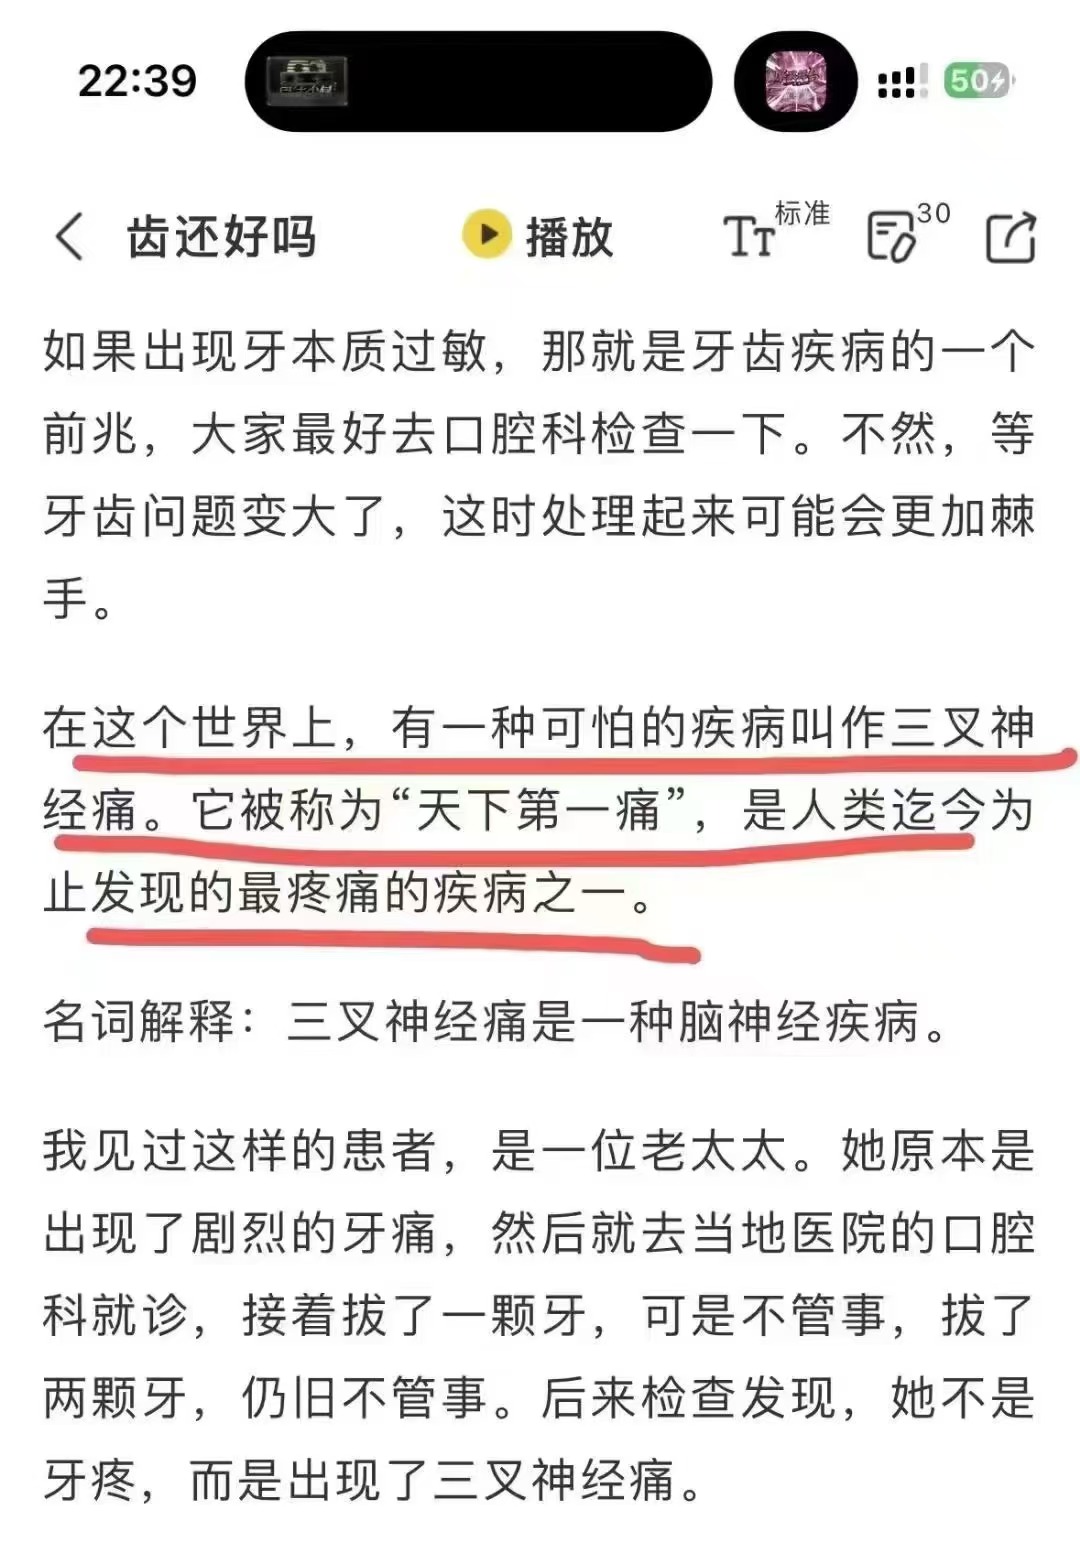 22:39
50
齿还好吗
播放
标准
30
如果出现牙本质过敏，那就是牙齿疾病的一个
前兆，大家最好去口腔科检查一下。不然，等
牙齿问题变大了，这时处理起来可能会更加棘
手。
在这个世界上，有一种可怕的疾病叫作三叉神
经痛。它被称为“天下第一痛”，是人类迄今为
止发现的最疼痛的疾病之一。
名词解释：三叉神经痛是一种脑神经疾病。
我见过这样的患者，是一位老太太。她原本是
出现了剧烈的牙痛，然后就去当地医院的口腔
科就诊，接着拔了一颗牙，可是不管事，拔了
两颗牙，仍旧不管事。后来检查发现，她不是
牙疼，而是出现了三叉神经痛。